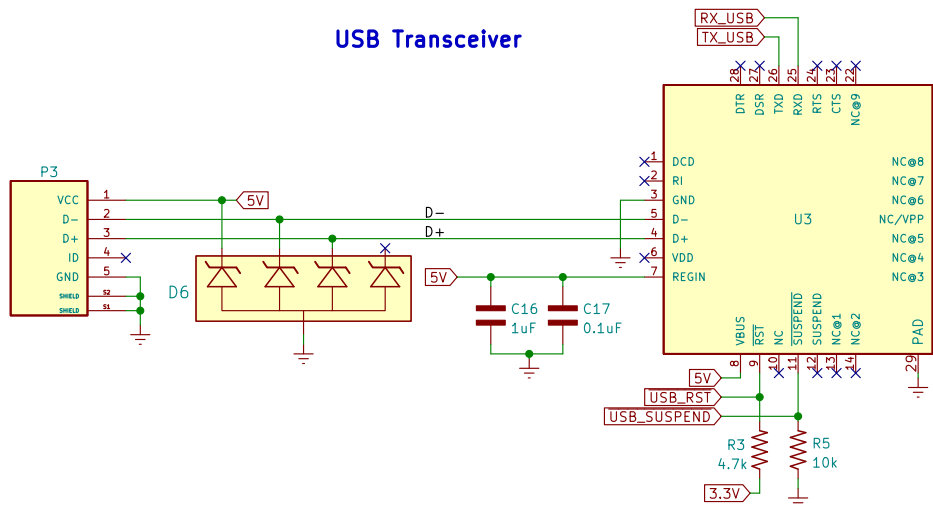 RX_USB
USB Transceiver
TX_USB
28
27
26
25
24
23
22
DTR
DSR
TXD
RXD
RTS
CTS
NC@9
P3
1 DCD
NC@8
2 RI
NC@7
VCC 1
5V
3 GND
NC@6
D- 2
D-
5 D-
U3
NC/VPP
D+ 3
D+
4 D+
NC@5
ID 4
6 VDD
NC@4
GND 5
5V
7 REGIN
NC@3
SHIELD S2
SHIELD S1
D6
C16
1uF
C17
0.1uF
VBUS
RST
NC
SUSPEND
SUSPEND
NC@1
NC@2
PAD
8
9
10
11
12
13
14
29
5V
USB_RST
USB_SUSPEND
R3
4.7k
R5
10k
3.3V